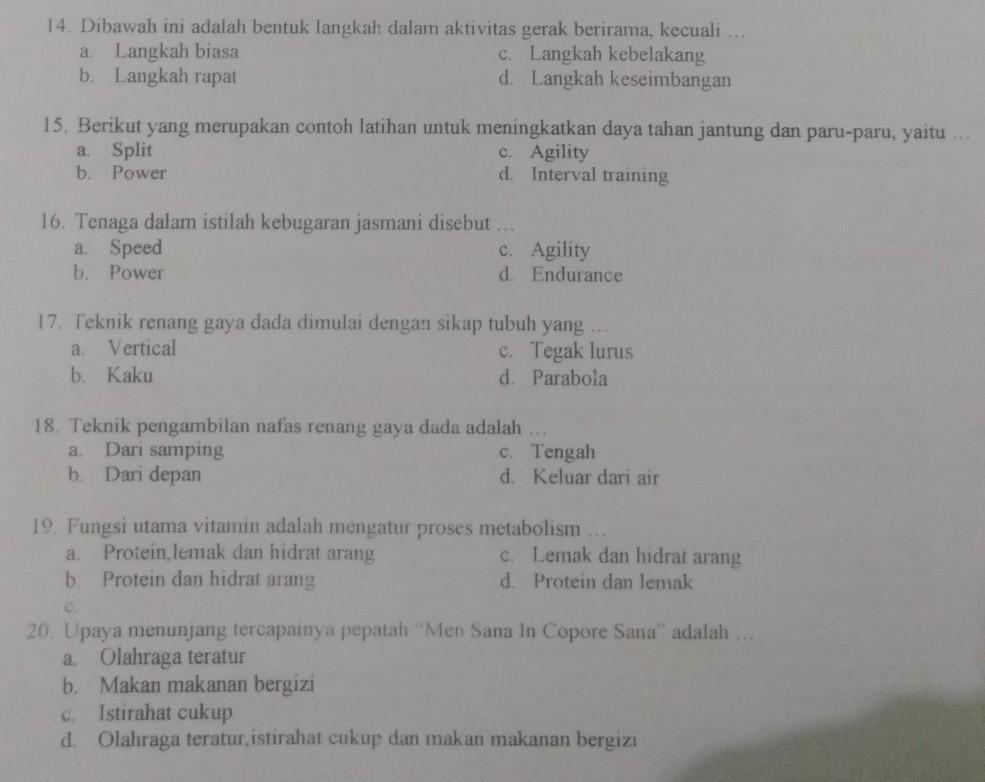 14. Dibawah ini adalah bentuk langkah dalam aktivitas gerak berirama, kecuali ...
a. Langkah biasa
c. Langkah kebelakang
b. Langkah rapat
d. Langkah keseimbangan
15. Berikut yang merupakan contoh latihan untuk meningkatkan daya tahan jantung dan paru-paru, yaitu ...
a. Split
c. Agility
b. Power
d. Interval training
16. Tenaga dalam istilah kebugaran jasmani disebut ...
a. Speed
c. Agility
b. Power
d. Endurance
17. Teknik renang gaya dada dimulai dengan sikap tubuh yang ...
a. Vertical
c. Tegak lurus
b. Kaku
d. Parabola
18. Teknik pengambilan nafas renang gaya dada adalah ...
a. Dari samping
c. Tengah
b. Dari depan
d. Keluar dari air
19. Fungsi utama vitamin adalah mengatur proses metabolism ...
a. Protein,lemak dan hidrat arang
c. Lemak dan hidrat arang
b. Protein dan hidrat arang
d. Protein dan lemak
c.
20. Upaya menunjang tercapainya pepatah "Men Sana In Copore Sana" adalah ...
a. Olahraga teratur
b. Makan makanan bergizi
c. Istirahat cukup
d. Olahraga teratur,istirahat cukup dan makan makanan bergizi